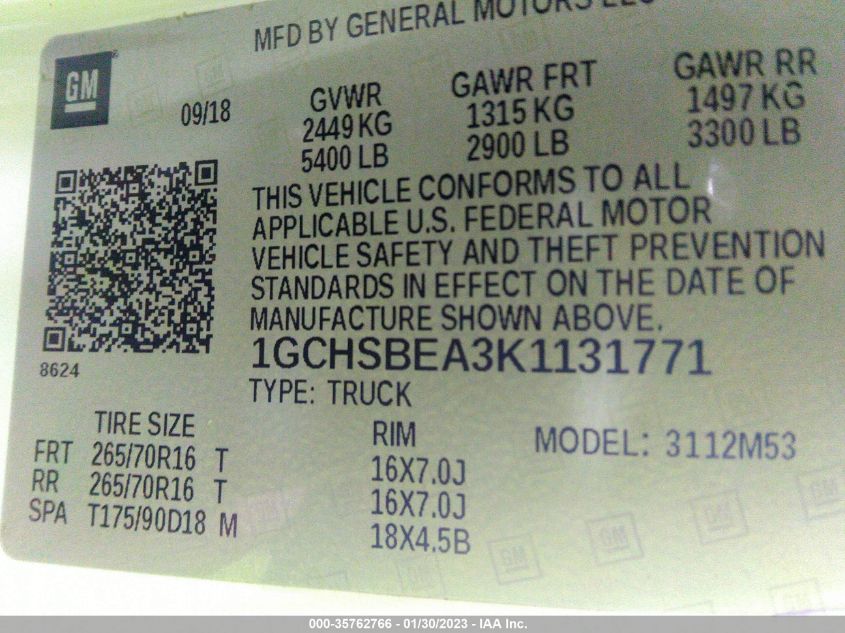 MFD BY GENERAL MOTORS LLC
GM
09/18
GVWR
2449 KG
5400 LB
GAWR FRT
1315 KG
2900 LB
GAWR RR
1497 KG
3300 LB
THIS VEHICLE CONFORMS TO ALL
APPLICABLE U.S. FEDERAL MOTOR
VEHICLE SAFETY AND THEFT PREVENTION
STANDARDS IN EFFECT ON THE DATE OF
MANUFACTURE SHOWN ABOVE.
8624
1GCHSBEA3K1131771
TYPE: TRUCK
TIRE SIZE
RIM
MODEL: 3112M53
FRT 265/70R16 T 16X7.0J
RR 265/70R16 T 16X7.0J
SPA T175/90D18 M 18X4.5B
000-35762766 - 01/30/2023 - IAA Inc.